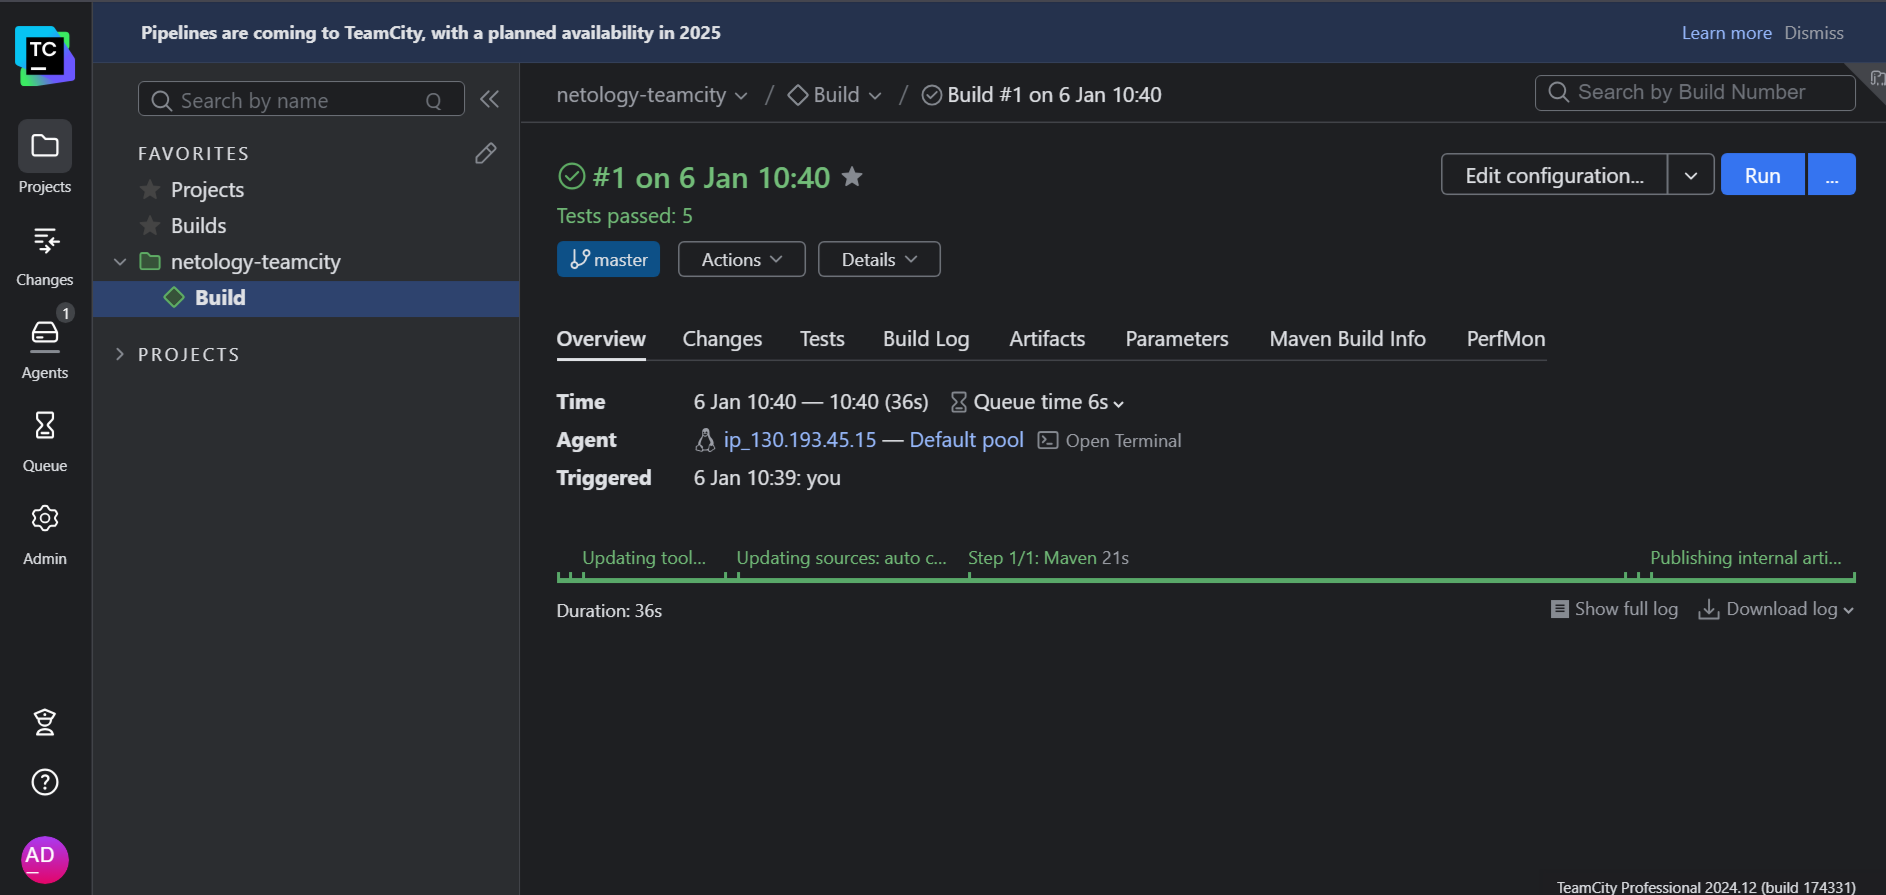 Pipelines are coming to TeamCity, with a planned availability in 2025
Learn more Dismiss
TC
Projects
Changes
1
Agents
Queue
Admin
AD
Search by name Q
FAVORITES
Projects
Builds
netology-teamcity
Build
PROJECTS
netology-teamcity / Build / Build #1 on 6 Jan 10:40
Search by Build Number
#1 on 6 Jan 10:40
Edit configuration... Run ...
Tests passed: 5
master Actions Details
Overview Changes Tests Build Log Artifacts Parameters Maven Build Info PerfMon
Time 6 Jan 10:40 — 10:40 (36s) Queue time 6s
Agent ip_130.193.45.15 — Default pool Open Terminal
Triggered 6 Jan 10:39: you
Updating tool... Updating sources: auto c... Step 1/1: Maven 21s Publishing internal arti...
Duration: 36s Show full log Download log
TeamCity Professional 2024.12 (build 174331)